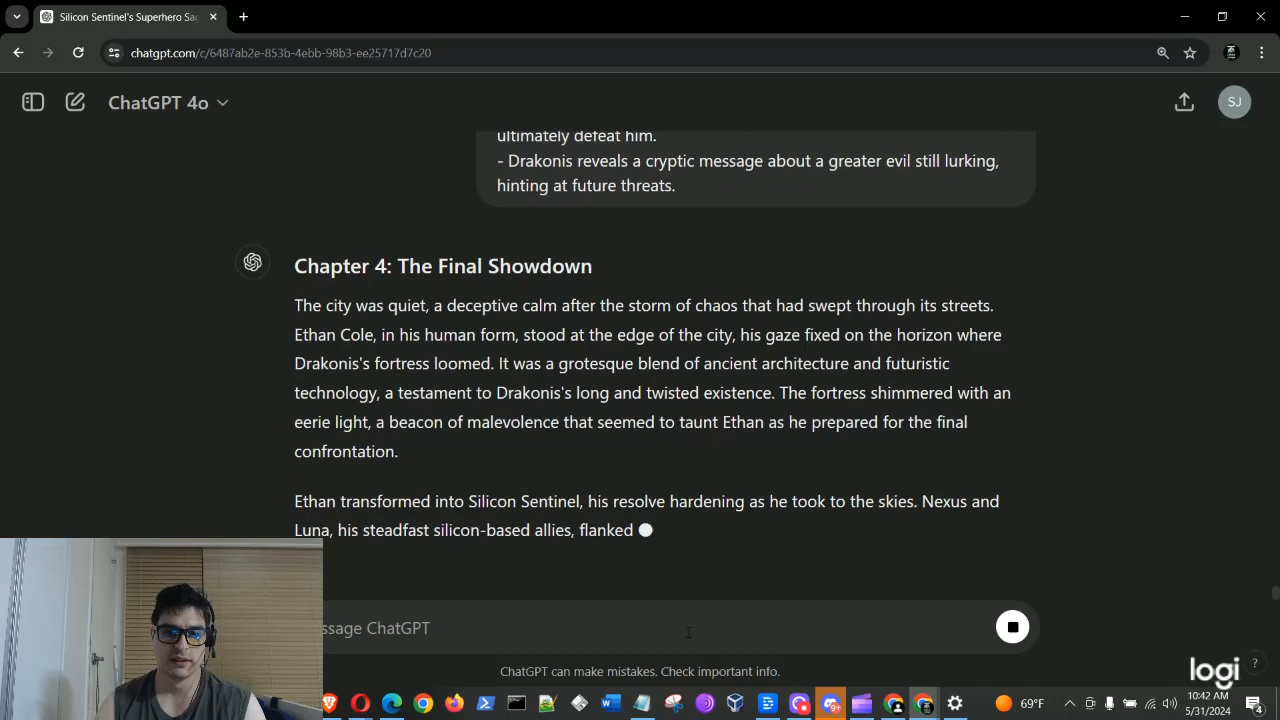 Silicon Sentinel's Superhero Sag
chatgpt.com/c/6487ab2e-853b-4ebb-98b3-ee25717d7c20
ChatGPT 4o
SJ
ultimately defeat him.
- Drakonis reveals a cryptic message about a greater evil still lurking,
hinting at future threats.
Chapter 4: The Final Showdown
The city was quiet, a deceptive calm after the storm of chaos that had swept through its streets.
Ethan Cole, in his human form, stood at the edge of the city, his gaze fixed on the horizon where
Drakonis's fortress loomed. It was a grotesque blend of ancient architecture and futuristic
technology, a testament to Drakonis's long and twisted existence. The fortress shimmered with an
eerie light, a beacon of malevolence that seemed to taunt Ethan as he prepared for the final
confrontation.
Ethan transformed into Silicon Sentinel, his resolve hardening as he took to the skies. Nexus and
Luna, his steadfast silicon-based allies, flanked
ssage ChatGPT
ChatGPT can make mistakes. Check important info.
?
logi
69°F
10:42 AM
5/31/2024